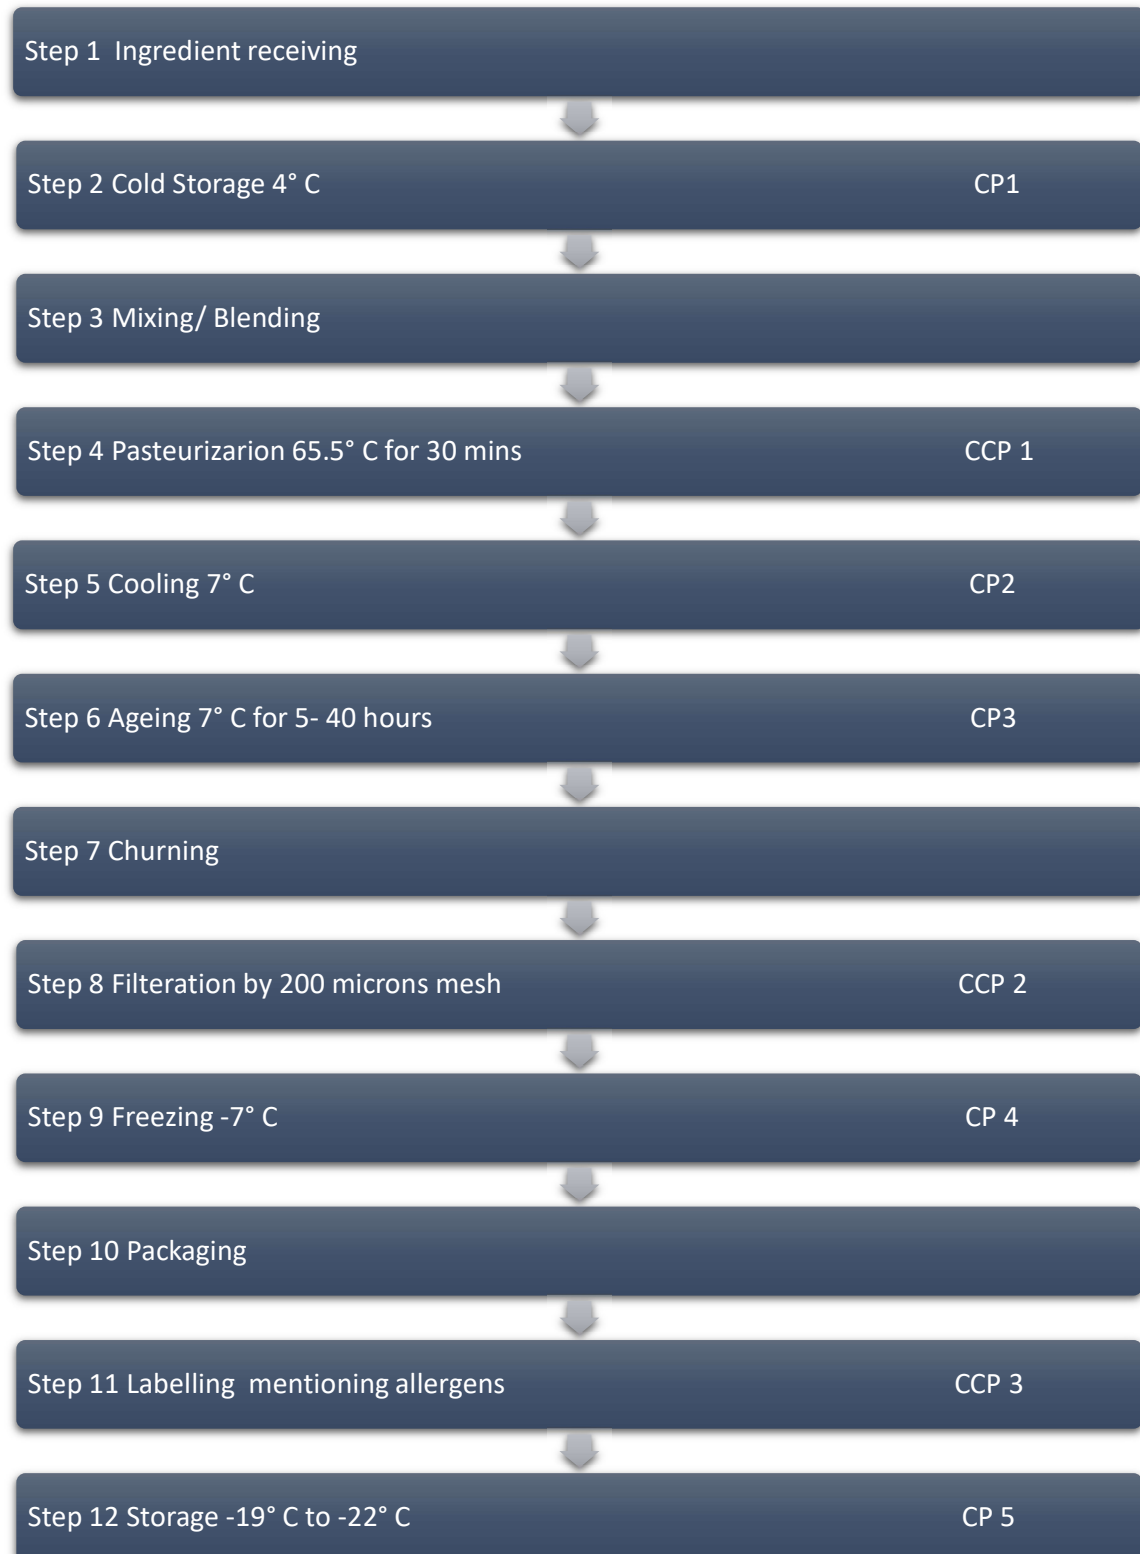 Step 1  Ingredient receiving
Step 2 Cold Storage 4° C CP1
Step 3 Mixing/ Blending
Step 4 Pasteurizarion 65.5° C for 30 mins CCP 1
Step 5 Cooling 7° C CP2
Step 6 Ageing 7° C for 5- 40 hours CP3
Step 7 Churning
Step 8 Filteration by 200 microns mesh CCP 2
Step 9 Freezing -7° C CP 4
Step 10 Packaging
Step 11 Labelling  mentioning allergens CCP 3
Step 12 Storage -19° C to -22° C CP 5